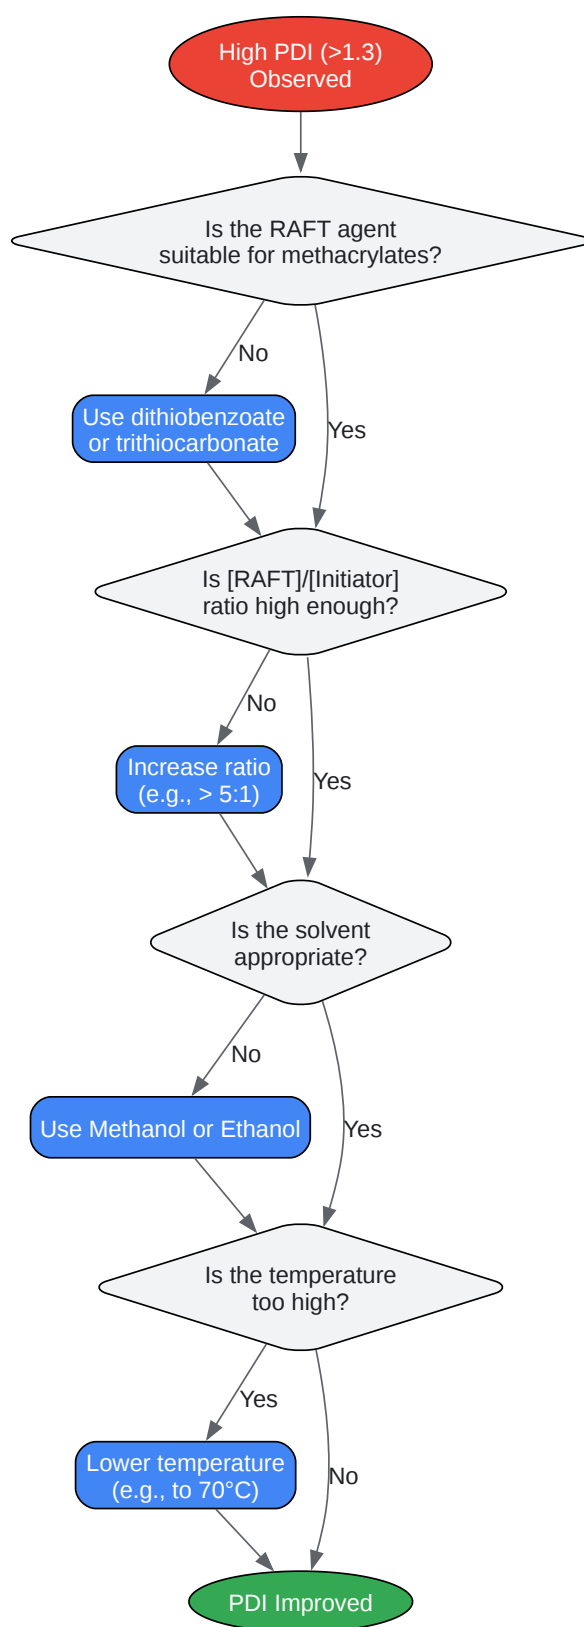 High PDI (>1.3)
Observed
Is the RAFT agent
suitable for methacrylates?
No
Use dithiobenzoate
or trithiocarbonate
Yes
Is [RAFT]/[Initiator]
ratio high enough?
No
Increase ratio
(e.g., > 5:1)
Yes
Is the solvent
appropriate?
No
Use Methanol or Ethanol
Yes
Is the temperature
too high?
Yes
Lower temperature
(e.g., to 70°C)
No
PDI Improved